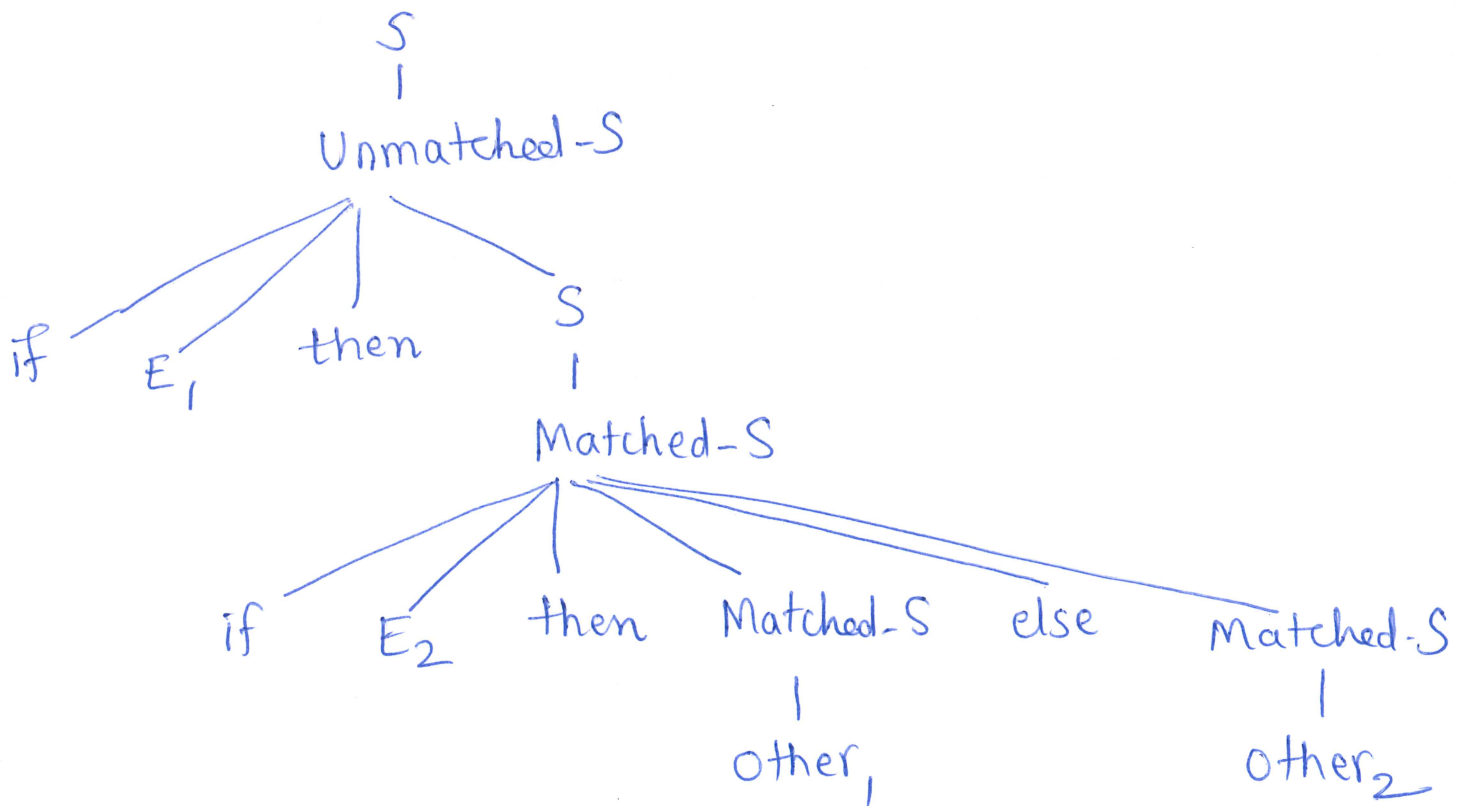 S
Unmatched-S
S
if E₁ then
Matched-S
if E₂ then Matched-S else Matched-S
other₁ other₂